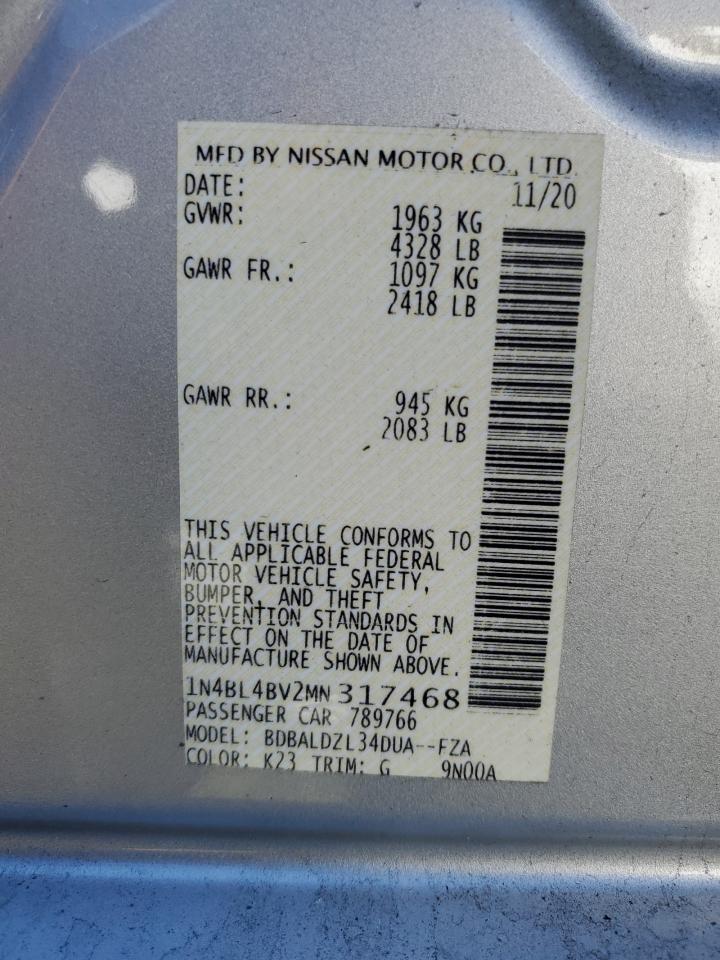 MFD BY NISSAN MOTOR CO., LTD.
DATE: 11/20
GVWR: 1963 KG
4328 LB
GAWR FR.: 1097 KG
2418 LB
GAWR RR.: 945 KG
2083 LB
THIS VEHICLE CONFORMS TO
ALL APPLICABLE FEDERAL
MOTOR VEHICLE SAFETY,
BUMPER, AND THEFT
PREVENTION STANDARDS IN
EFFECT ON THE DATE OF
MANUFACTURE SHOWN ABOVE.
1N4BL4BV2MN317468
PASSENGER CAR 789766
MODEL: BDBALDZL34DUA--FZA
COLOR: K23 TRIM: G 9N00A